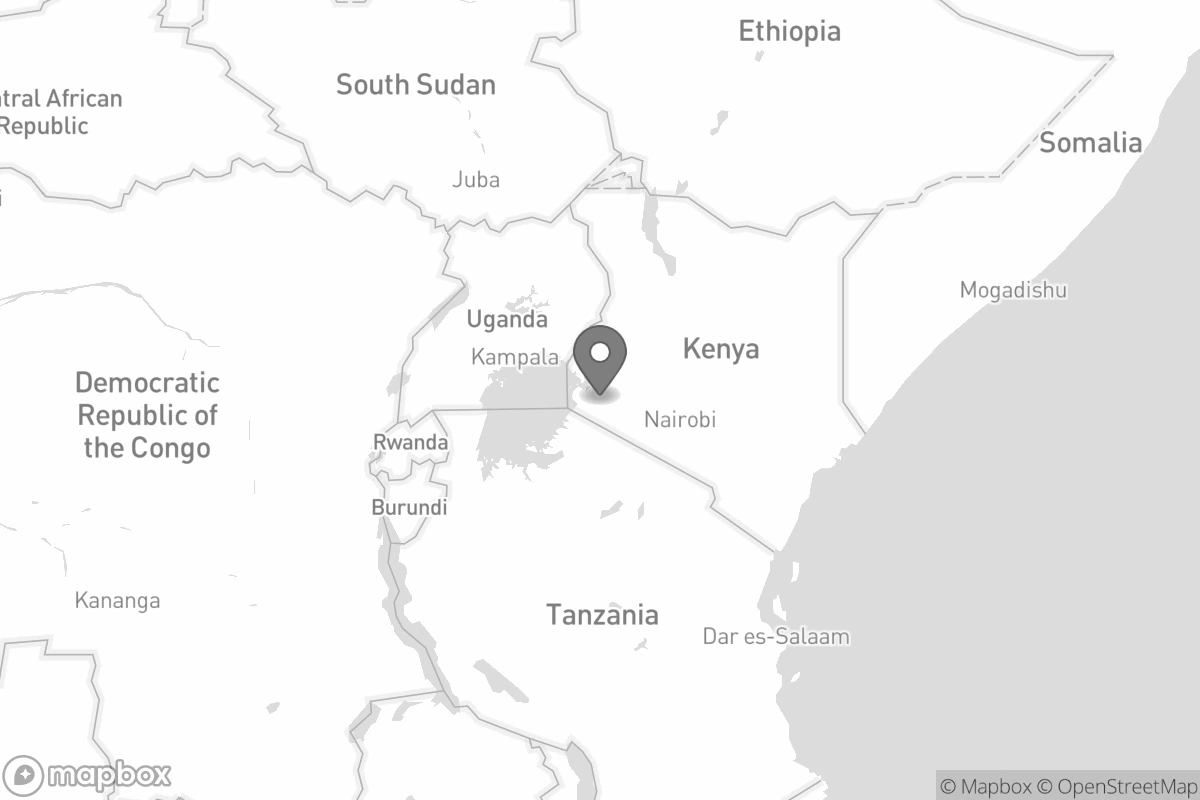 Ethiopia
South Sudan
ntral African
Republic
Somalia
Juba
i
Mogadishu
Uganda
Kampala
Kenya
Democratic
Republic of
the Congo
Nairobi
Rwanda
Burundi
Kananga
Tanzania
Dar es-Salaam
mapbox
© Mapbox © OpenStreetMap